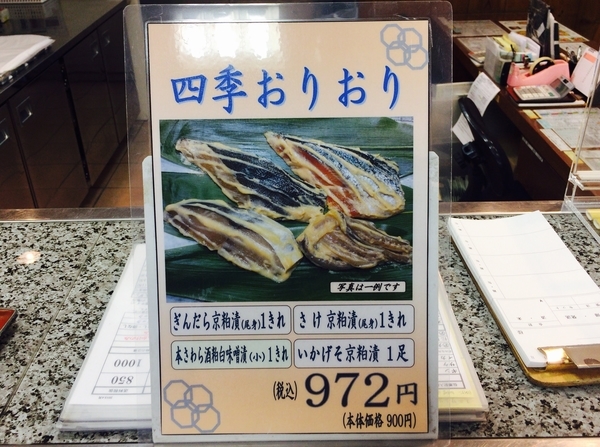 四季おりおり
写真は一例です
ぎんだら京粕漬(尾身)1きれ
さけ京粕漬(尾身)1きれ
本さわら酒粕白味噌漬(小)1きれ
いかげそ京粕漬 1足
(税込)972円
(本体価格900円)
850
1000